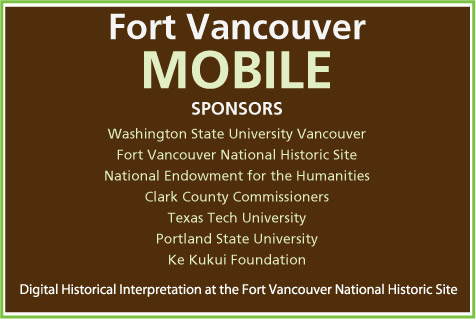 Fort Vancouver
MOBILE
SPONSORS
Washington State University Vancouver
Fort Vancouver National Historic Site
National Endowment for the Humanities
Clark County Commissioners
Texas Tech University
Portland State University
Ke Kukui Foundation
Digital Historical Interpretation at the Fort Vancouver National Historic Site